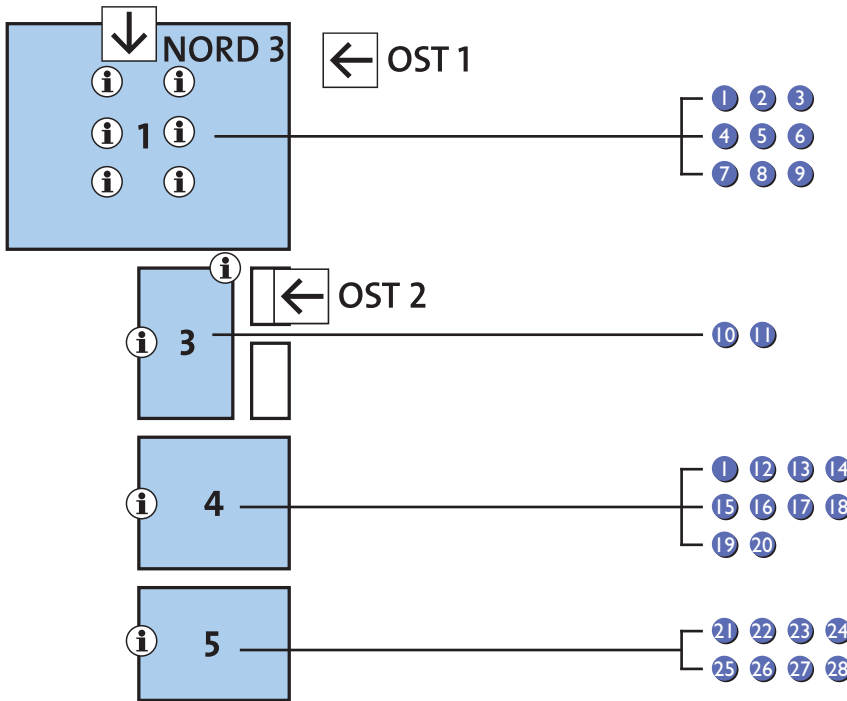 NORD 3
OST 1
i i
i 1 i
i i
1 2 3
4 5 6
7 8 9
i
OST 2
i 3
10 11
i 4
1 12 13 14
15 16 17 18
19 20
i 5
21 22 23 24
25 26 27 28